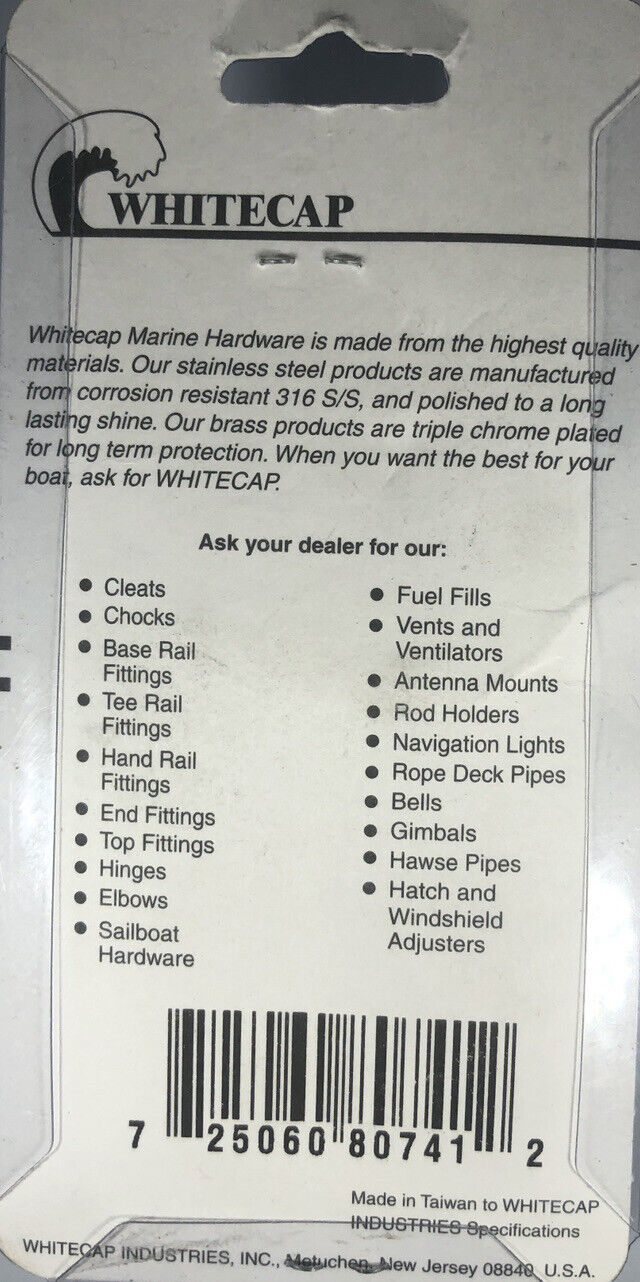 WHITECAP
Whitecap Marine Hardware is made from the highest quality
materials. Our stainless steel products are manufactured
from corrosion resistant 316 S/S, and polished to a long
lasting shine. Our brass products are triple chrome plated
for long term protection. When you want the best for your
boat, ask for WHITECAP.
Ask your dealer for our:
• Cleats
• Chocks
• Base Rail
Fittings
• Tee Rail
Fittings
• Hand Rail
Fittings
• End Fittings
• Top Fittings
• Hinges
• Elbows
• Sailboat
Hardware
• Fuel Fills
• Vents and
Ventilators
• Antenna Mounts
• Rod Holders
• Navigation Lights
• Rope Deck Pipes
• Bells
• Gimbals
• Hawse Pipes
• Hatch and
Windshield
Adjusters
7 25060 80741 2
Made in Taiwan to WHITECAP
INDUSTRIES Specifications
WHITECAP INDUSTRIES, INC., Metuchen, New Jersey 08840 U.S.A.